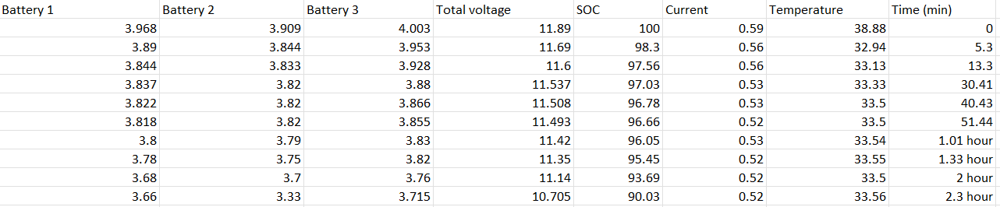 Battery 1 Battery 2 Battery 3 Total voltage SOC Current Temperature Time (min)
3.968 3.909 4.003 11.89 100 0.59 38.88 0
3.89 3.844 3.953 11.69 98.3 0.56 32.94 5.3
3.844 3.833 3.928 11.6 97.56 0.56 33.13 13.3
3.837 3.82 3.88 11.537 97.03 0.53 33.33 30.41
3.822 3.82 3.866 11.508 96.78 0.53 33.5 40.43
3.818 3.82 3.855 11.493 96.66 0.52 33.5 51.44
3.8 3.79 3.83 11.42 96.05 0.53 33.54 1.01 hour
3.78 3.75 3.82 11.35 95.45 0.52 33.55 1.33 hour
3.68 3.7 3.76 11.14 93.69 0.52 33.5 2 hour
3.66 3.33 3.715 10.705 90.03 0.52 33.56 2.3 hour